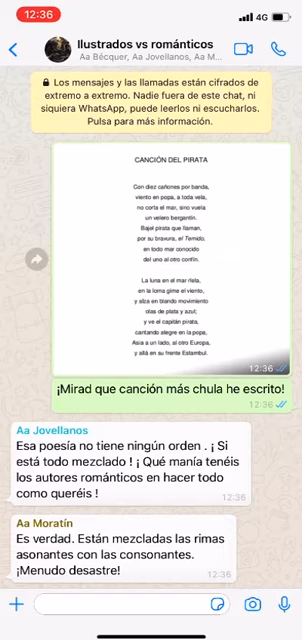 12:36
4G
Ilustrados vs románticos
Aa Bécquer, Aa Jovellanos, Aa M...
Los mensajes y las llamadas están cifrados de
extremo a extremo. Nadie fuera de este chat, ni
siquiera WhatsApp, puede leerlos ni escucharlos.
Pulsa para más información.
CANCIÓN DEL PIRATA
Con diez cañones por banda,
viento en popa, a toda vela,
no corta el mar, sino vuela
un velero bergantín.
Bajel pirata que llaman,
por su bravura, el Temido,
en todo mar conocido
del uno al otro confín.
La luna en el mar riela,
en la lona gime el viento,
y alza en blando movimiento
olas de plata y azul;
y ve el capitán pirata,
cantando alegre en la popa,
Asia a un lado, al otro Europa,
y allá en su frente Estambul.
12:36
¡Mirad que canción más chula he escrito!
12:36
Aa Jovellanos
Esa poesía no tiene ningún orden . ¡ Si
está todo mezclado ! ¡ Qué manía tenéis
los autores románticos en hacer todo
como queréis !
12:36
Aa Moratín
Es verdad. Están mezcladas las rimas
asonantes con las consonantes.
¡Menudo desastre!
12:36